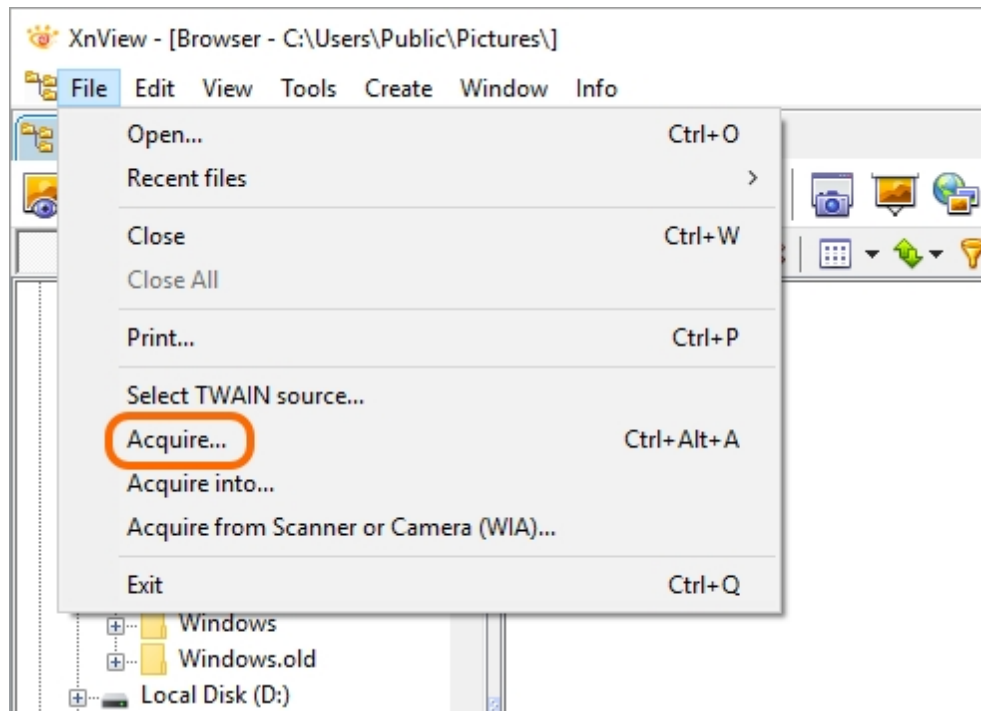 XnView - [Browser - C:\Users\Public\Pictures\]
File Edit View Tools Create Window Info
Open... Ctrl+O
Recent files
Close Ctrl+W
Close All
Print... Ctrl+P
Select TWAIN source...
Acquire... Ctrl+Alt+A
Acquire into...
Acquire from Scanner or Camera (WIA)...
Exit Ctrl+Q
Windows
Windows.old
Local Disk (D:)